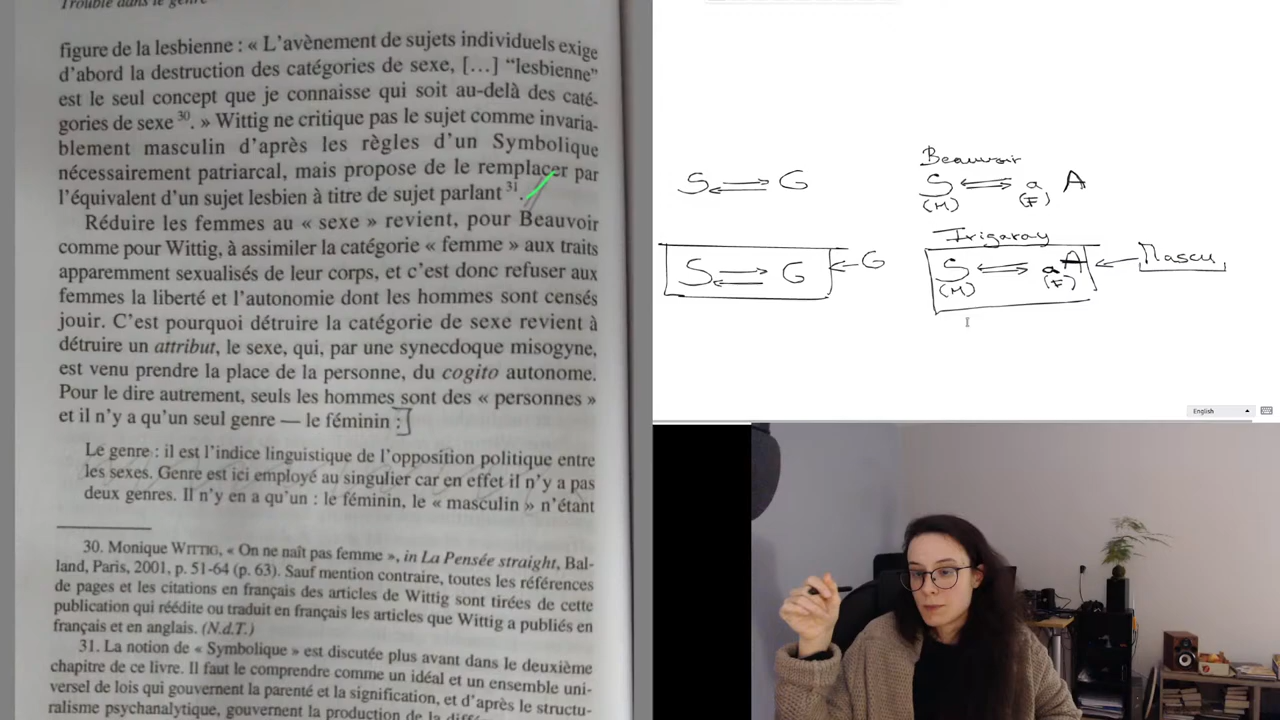 Trouble dans le genre
figure de la lesbienne : « L'avènement de sujets individuels exige
d'abord la destruction des catégories de sexe, […] "lesbienne"
est le seul concept que je connaisse qui soit au-delà des caté-
gories de sexe 30. » Wittig ne critique pas le sujet comme invaria-
blement masculin d'après les règles d'un Symbolique
nécessairement patriarcal, mais propose de le remplacer par
l'équivalent d'un sujet lesbien à titre de sujet parlant 31.
Réduire les femmes au « sexe » revient, pour Beauvoir
comme pour Wittig, à assimiler la catégorie « femme » aux traits
apparemment sexualisés de leur corps, et c'est donc refuser aux
femmes la liberté et l'autonomie dont les hommes sont censés
jouir. C'est pourquoi détruire la catégorie de sexe revient à
détruire un attribut, le sexe, qui, par une synecdoque misogyne,
est venu prendre la place de la personne, du cogito autonome.
Pour le dire autrement, seuls les hommes sont des « personnes »
et il n'y a qu'un seul genre — le féminin :
Le genre : il est l'indice linguistique de l'opposition politique entre
les sexes. Genre est ici employé au singulier car en effet il n'y a pas
deux genres. Il n'y en a qu'un : le féminin, le « masculin » n'étant
30. Monique WITTIG, « On ne naît pas femme », in La Pensée straight, Bal-
land, Paris, 2001, p. 51-64 (p. 63). Sauf mention contraire, toutes les références
de pages et les citations en français des articles de Wittig sont tirées de cette
publication qui réédite ou traduit en français les articles que Wittig a publiés en
français et en anglais. (N.d.T.)
31. La notion de « Symbolique » est discutée plus avant dans le deuxième
chapitre de ce livre. Il faut le comprendre comme un idéal et un ensemble uni-
versel de lois qui gouvernent la parenté et la signification, et d'après le structu-
ralisme psychanalytique, gouvernent la production de la
S G
S G G
Beauvoir
S a, A
(M) (F)
Irigaray
S a A Mascu
(M) (F)
English